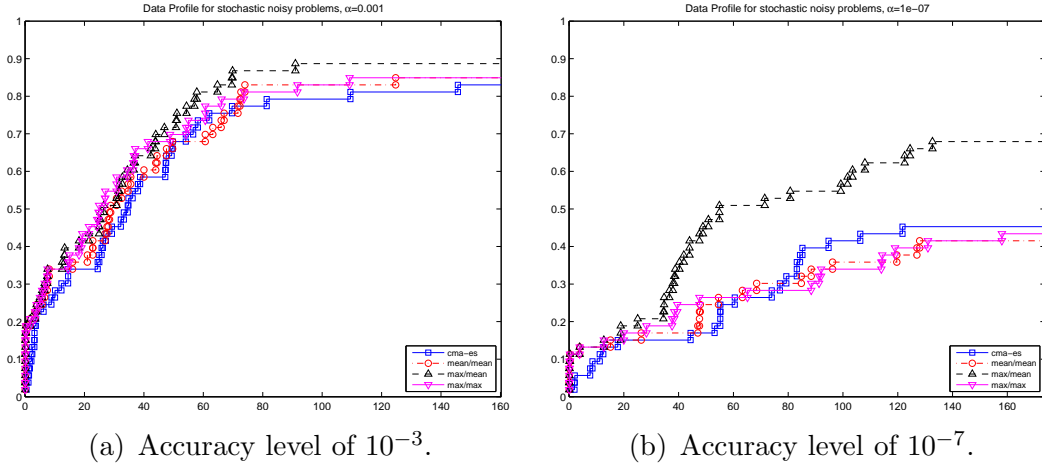 Data Profile for stochastic noisy problems, α=0.001
1
0.9
0.8
0.7
0.6
0.5
0.4
0.3
0.2
0.1
0
0 20 40 60 80 100 120 140 160
cma-es
mean/mean
max/mean
max/max
(a) Accuracy level of 10⁻³.
Data Profile for stochastic noisy problems, α=1e-07
1
0.9
0.8
0.7
0.6
0.5
0.4
0.3
0.2
0.1
0
0 20 40 60 80 100 120 140 160
cma-es
mean/mean
max/mean
max/max
(b) Accuracy level of 10⁻⁷.